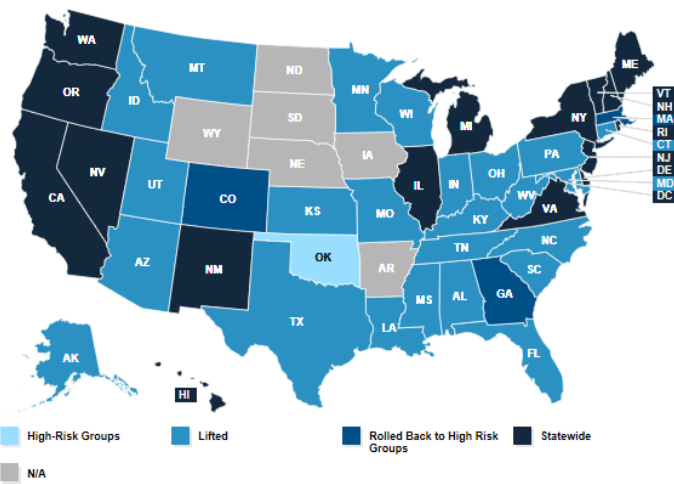 WA
ME
MT
ND
VT
OR
MN
NH
ID
WI
MA
SD
NY
MI
RI
WY
CT
IA
PA
NJ
NE
NV
OH
DE
IL
IN
UT
MD
CO
WV
CA
VA
DC
KS
MO
KY
NC
TN
OK
AZ
NM
AR
SC
MS
AL
GA
TX
LA
FL
AK
HI
High-Risk Groups
Lifted
Rolled Back to High Risk
Groups
Statewide
N/A